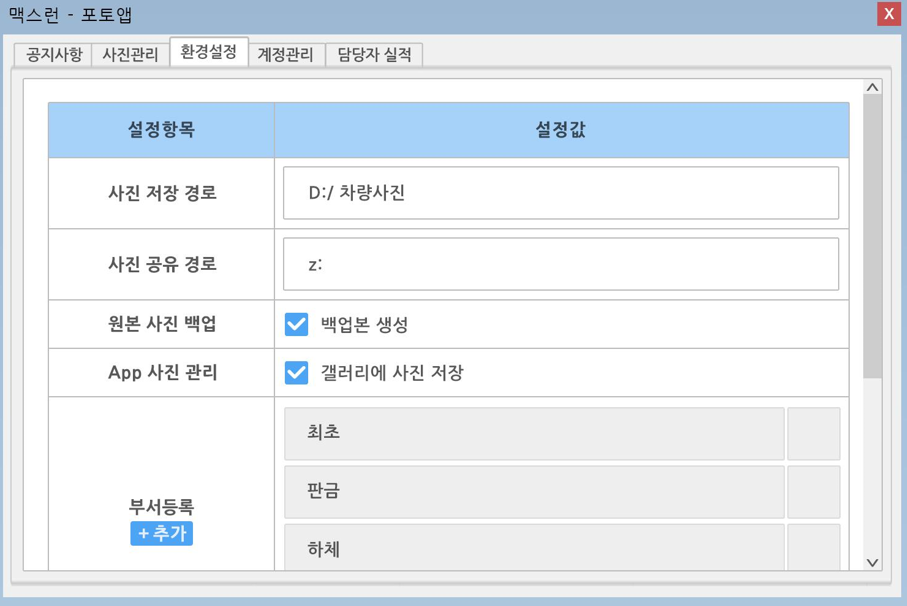 맥스런 - 포토앱
X
공지사항 사진관리 환경설정 계정관리 담당자 실적
설정항목 설정값
사진 저장 경로 D:/ 차량사진
사진 공유 경로 z:
원본 사진 백업 백업본 생성
App 사진 관리 갤러리에 사진 저장
최초
판금
부서등록
+ 추가
하체